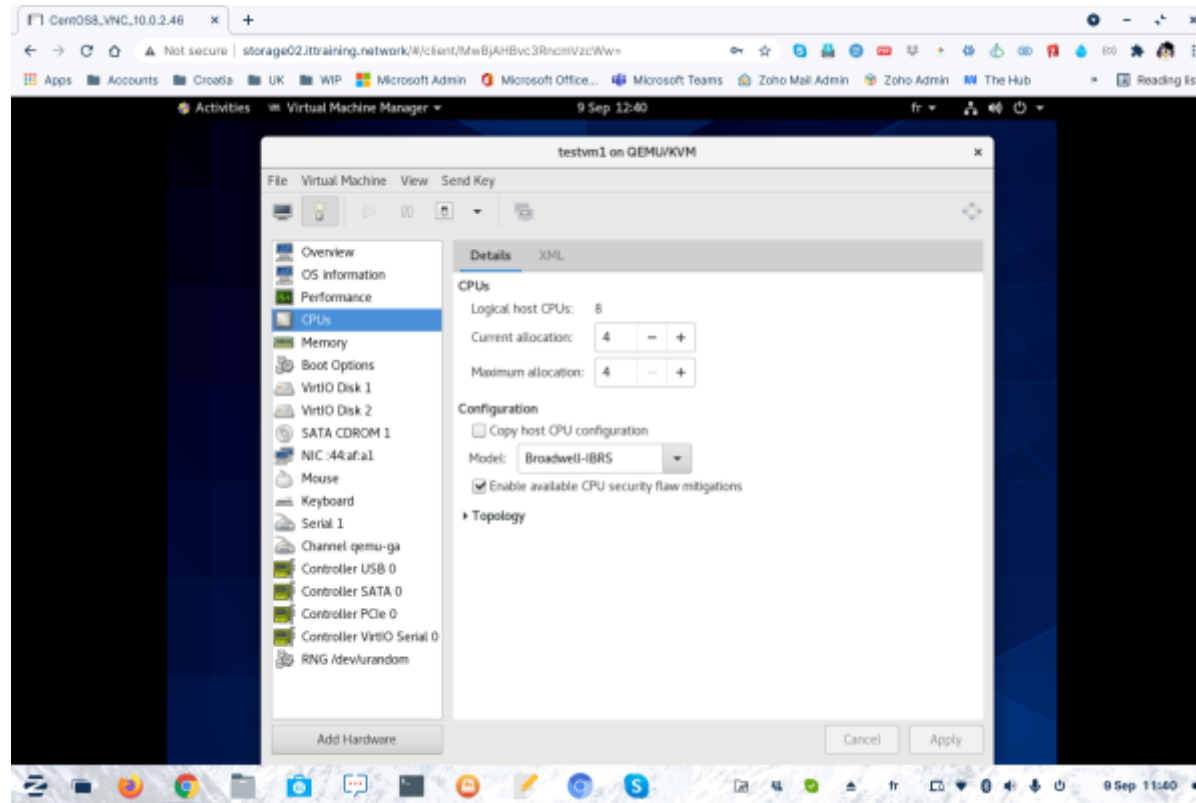 CentOS8_VNC_10.0.2.46
Not secure | storage02.ittraining.network/#/client/MwBjAHBvc3RncmVzcWw=
Apps Accounts Croatia UK WIP Microsoft Admin Microsoft Office... Microsoft Teams Zoho Mail Admin Zoho Admin The Hub » Reading lis
Activities Virtual Machine Manager 9 Sep 12:40 fr
testvm1 on QEMU/KVM
File Virtual Machine View Send Key
Overview
OS information
Performance
CPUs
Memory
Boot Options
VirtIO Disk 1
VirtIO Disk 2
SATA CDROM 1
NIC :44:af:a1
Mouse
Keyboard
Serial 1
Channel qemu-ga
Controller USB 0
Controller SATA 0
Controller PCIe 0
Controller VirtIO Serial 0
RNG /dev/urandom
Add Hardware
Details XML
CPUs
Logical host CPUs: 8
Current allocation: 4
Maximum allocation: 4
Configuration
Copy host CPU configuration
Model: Broadwell-IBRS
Enable available CPU security flaw mitigations
Topology
Cancel Apply
fr 9 Sep 11:40